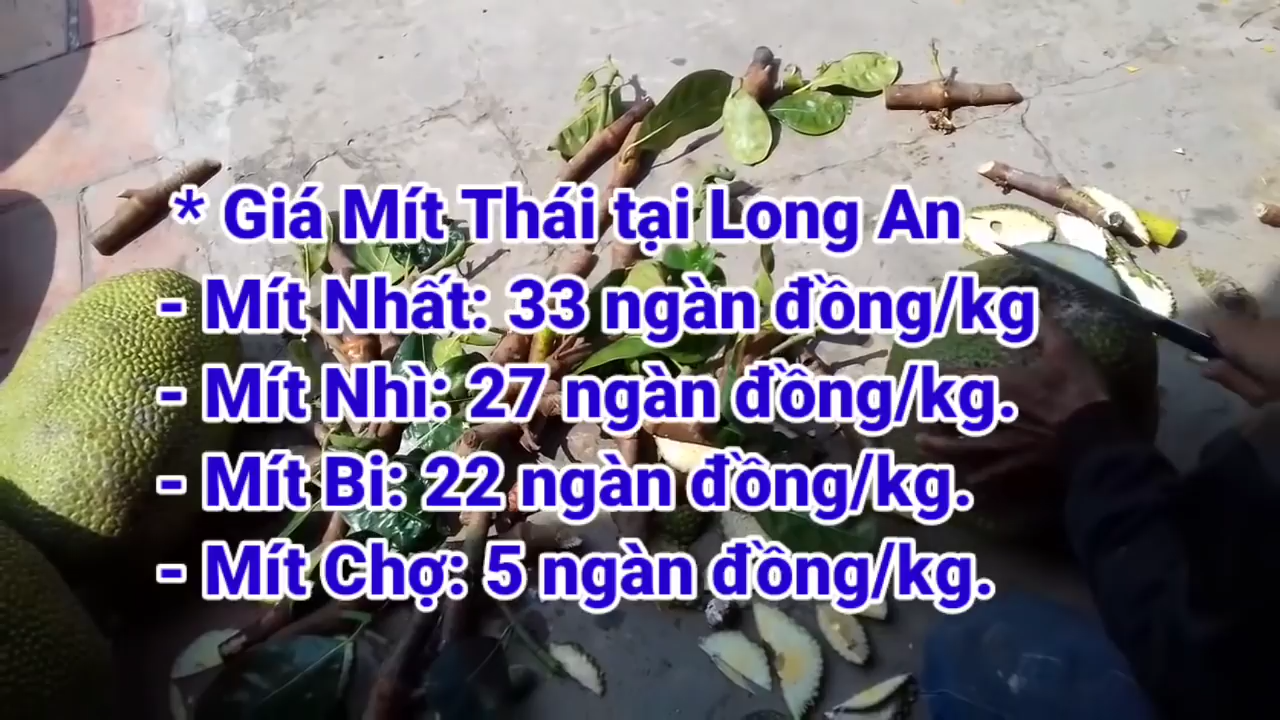 * Giá Mít Thái tại Long An
- Mít Nhất: 33 ngàn đồng/kg
- Mít Nhì: 27 ngàn đồng/kg.
- Mít Bi: 22 ngàn đồng/kg.
- Mít Chợ: 5 ngàn đồng/kg.